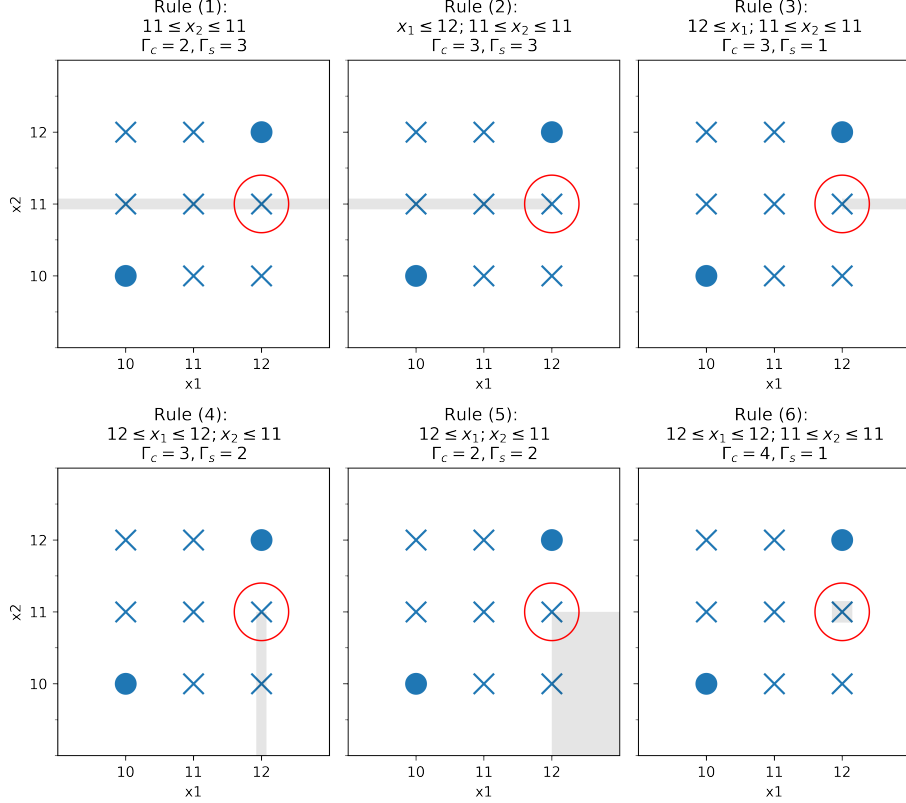 Rule (1):
11 ≤ x₂ ≤ 11
Γc = 2, Γs = 3
12
11
10
x2
10 11 12
x1
Rule (2):
x₁ ≤ 12; 11 ≤ x₂ ≤ 11
Γc = 3, Γs = 3
10 11 12
x1
Rule (3):
12 ≤ x₁; 11 ≤ x₂ ≤ 11
Γc = 3, Γs = 1
10 11 12
x1
Rule (4):
12 ≤ x₁ ≤ 12; x₂ ≤ 11
Γc = 3, Γs = 2
12
11
10
x2
10 11 12
x1
Rule (5):
12 ≤ x₁; x₂ ≤ 11
Γc = 2, Γs = 2
10 11 12
x1
Rule (6):
12 ≤ x₁ ≤ 12; 11 ≤ x₂ ≤ 11
Γc = 4, Γs = 1
10 11 12
x1